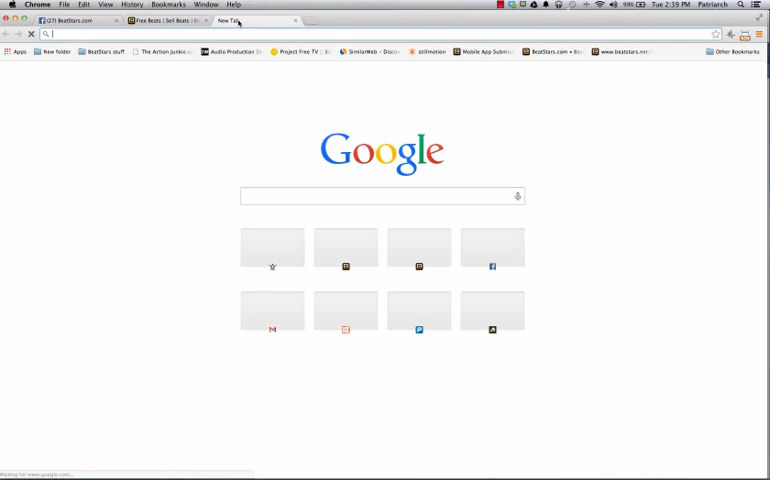 Chrome File Edit View History Bookmarks Window Help 99% Tue 2:39 PM Patriarch
(27) BeatStars.com Free Beats | Sell Beats | Bu New Tab
Apps New folder BeatStars stuff The Action Junkie. Audio Production St Project Free TV SimilarWeb - Discov stillmotion Mobile App Submis BeatStars.com • Bu www.beatstars.net/ Other Bookmarks
Google
Waiting for www.google.com...